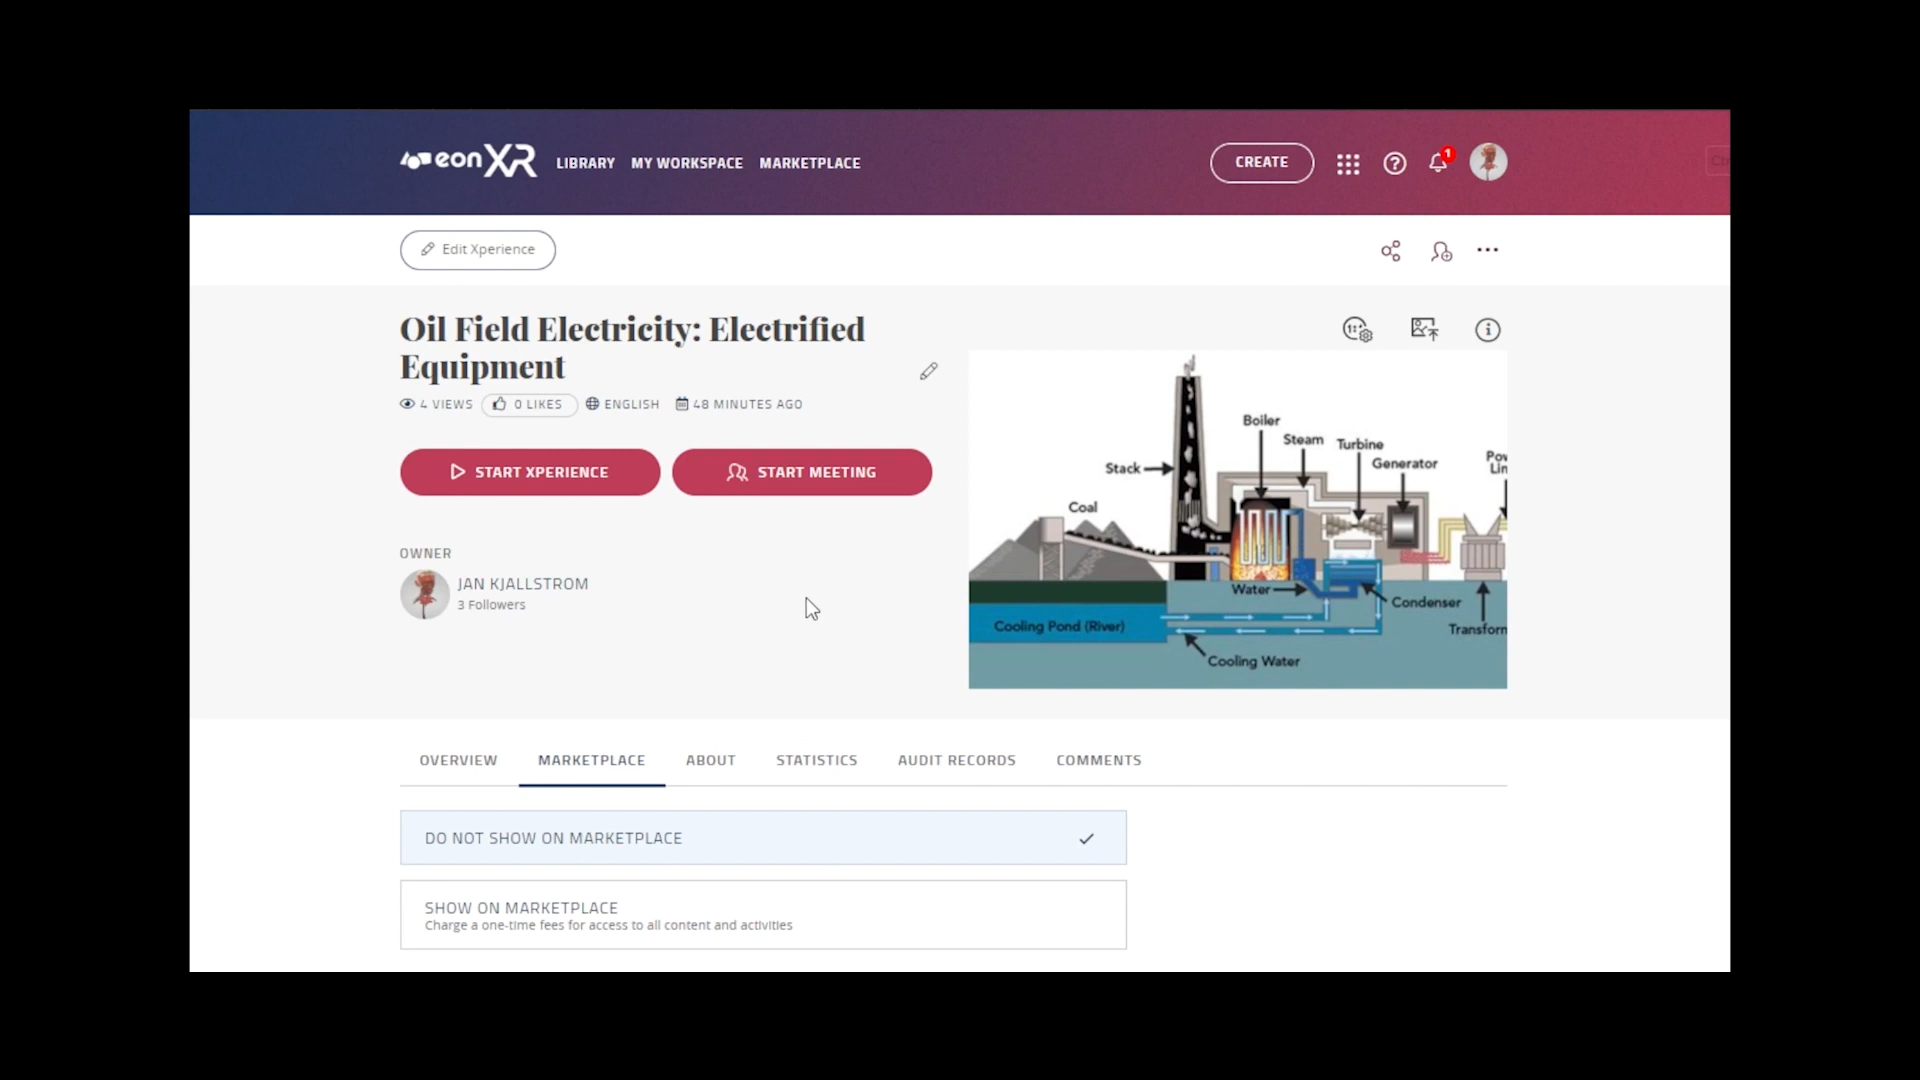 eon XR
LIBRARY MY WORKSPACE MARKETPLACE
CREATE
1
Edit Xperience
Oil Field Electricity: Electrified
Equipment
4 VIEWS 0 LIKES ENGLISH 48 MINUTES AGO
START XPERIENCE START MEETING
OWNER
JAN KJALLSTROM
3 Followers
Boiler
Steam
Turbine
Generator
Stack
Coal
Water
Condenser
Cooling Pond (River)
Transform
Cooling Water
OVERVIEW MARKETPLACE ABOUT STATISTICS AUDIT RECORDS COMMENTS
DO NOT SHOW ON MARKETPLACE
SHOW ON MARKETPLACE
Charge a one-time fees for access to all content and activities